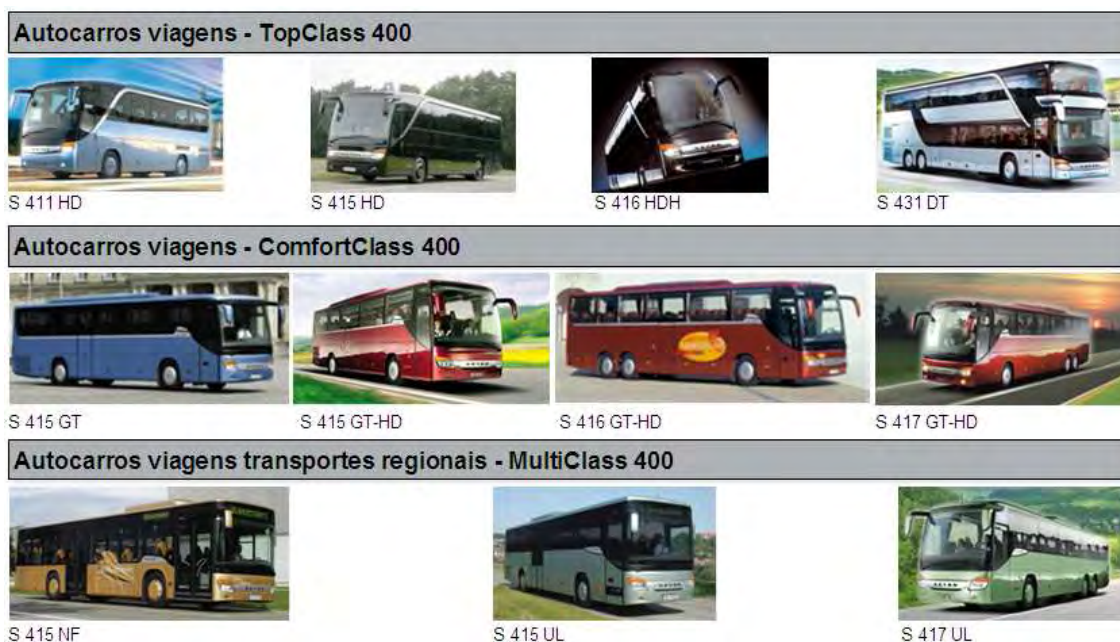 Autocarros viagens - TopClass 400
S 411 HD
S 415 HD
S 416 HDH
S 431 DT
Autocarros viagens - ComfortClass 400
S 415 GT
S 415 GT-HD
S 416 GT-HD
S 417 GT-HD
Autocarros viagens transportes regionais - MultiClass 400
S 415 NF
S 415 UL
S 417 UL